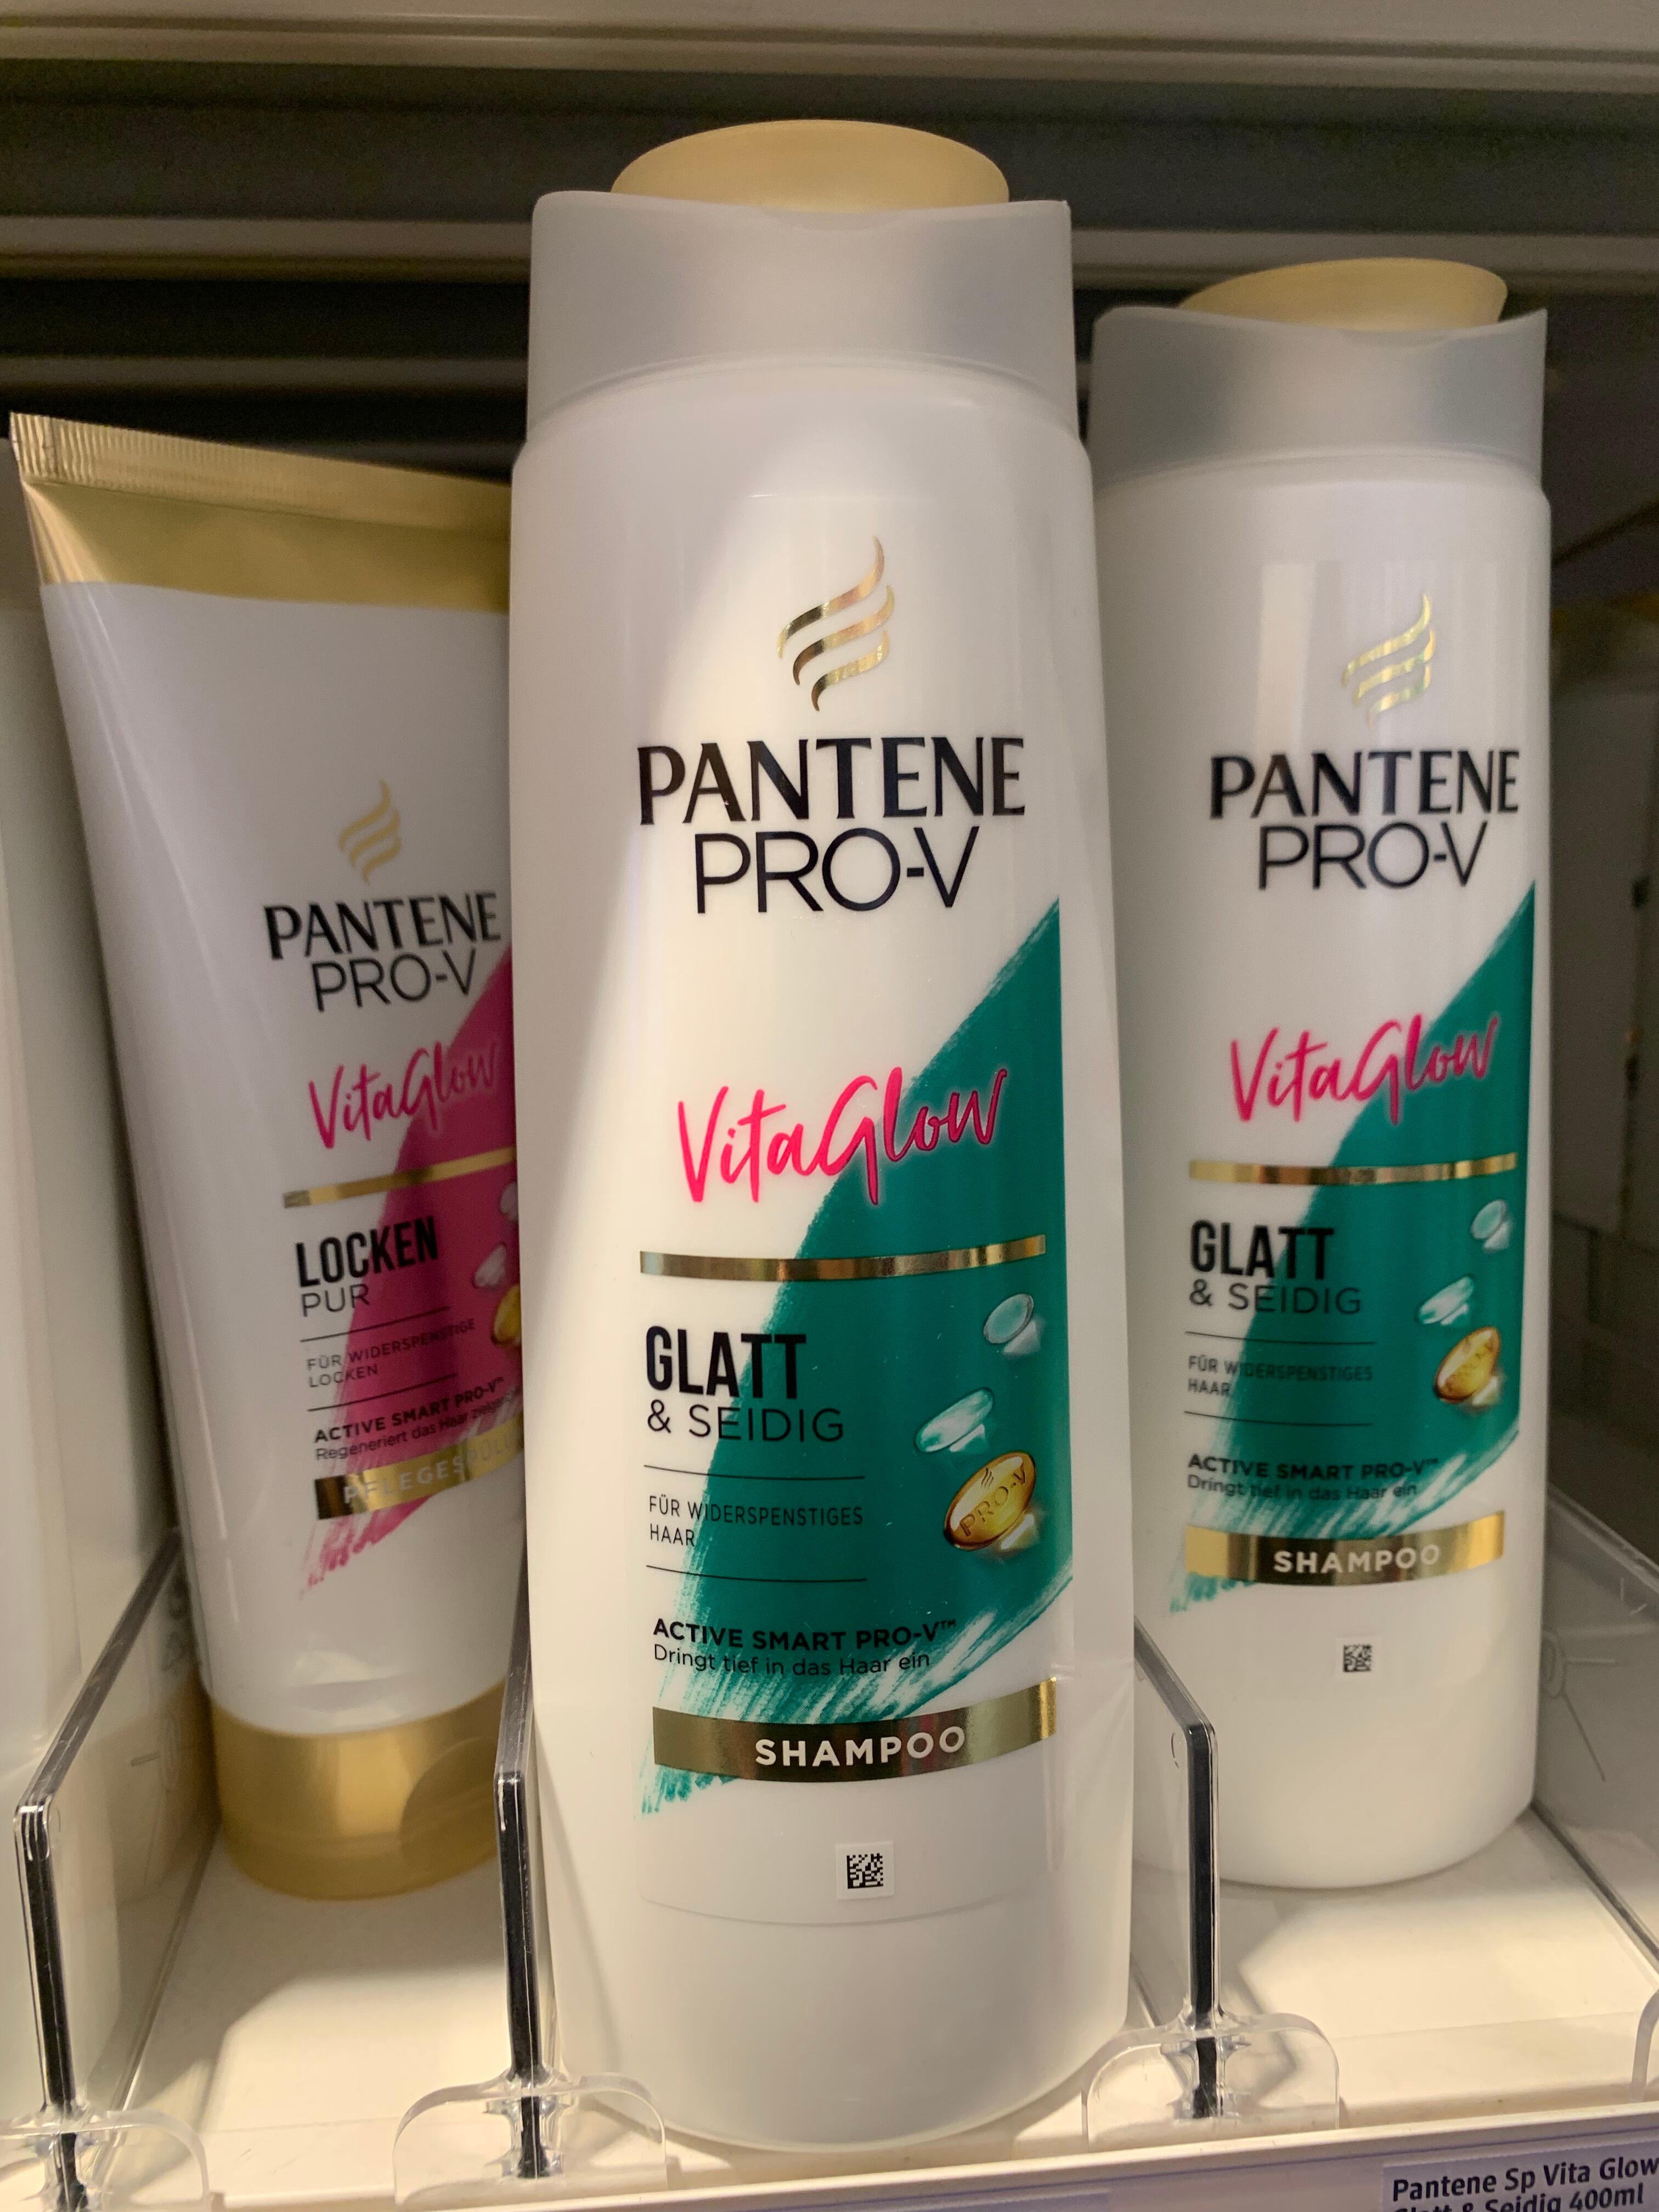 PANTENE
PRO-V
VitaGlow
LOCKEN
PUR
FÜR WIDERSPENSTIGE
LOCKEN
ACTIVE SMART PRO-V™
Regeneriert das Haar
PANTENE
PRO-V
VitaGlow
GLATT
& SEIDIG
FÜR WIDERSPENSTIGES
HAAR
PRO-V
ACTIVE SMART PRO-V™
Dringt tief in das Haar ein
SHAMPOO
PANTENE
PRO-V
VitaGlow
GLATT
& SEIDIG
FÜR WIDERSPENSTIGES
HAAR
PRO-V
ACTIVE SMART PRO-V™
Dringt tief in das Haar ein
SHAMPOO
Pantene Sp Vita Glow
Glatt & Seidig 400ml